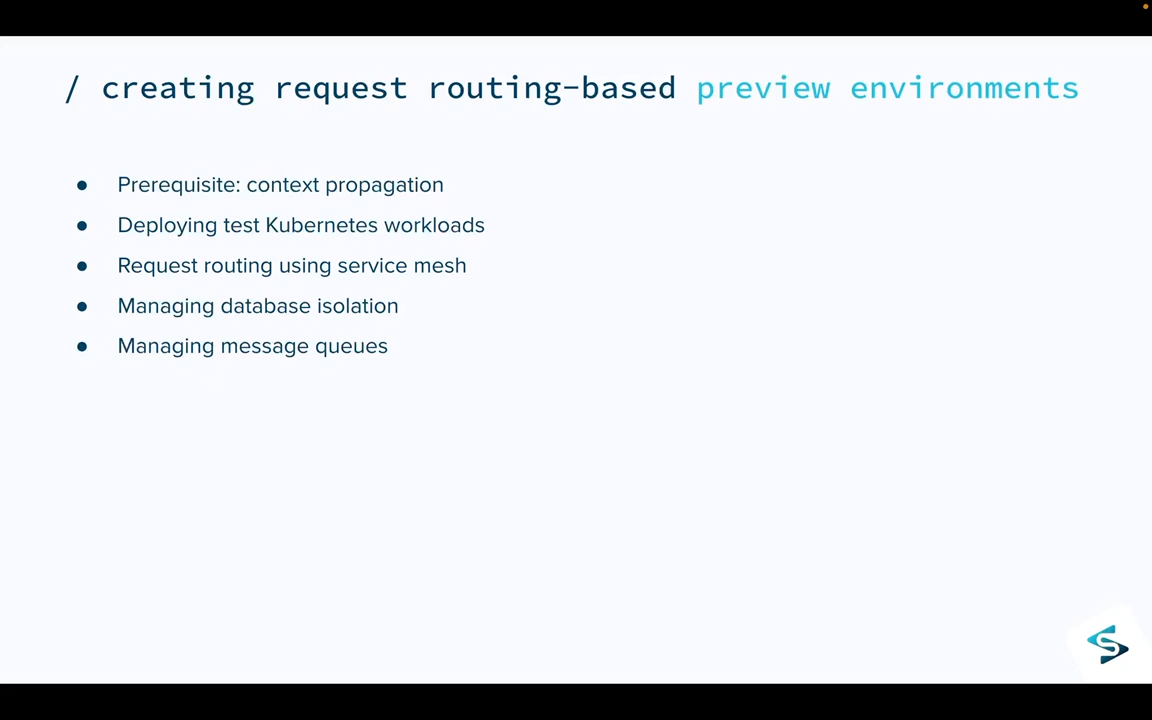 / creating request routing-based preview environments
● Prerequisite: context propagation
● Deploying test Kubernetes workloads
● Request routing using service mesh
● Managing database isolation
● Managing message queues